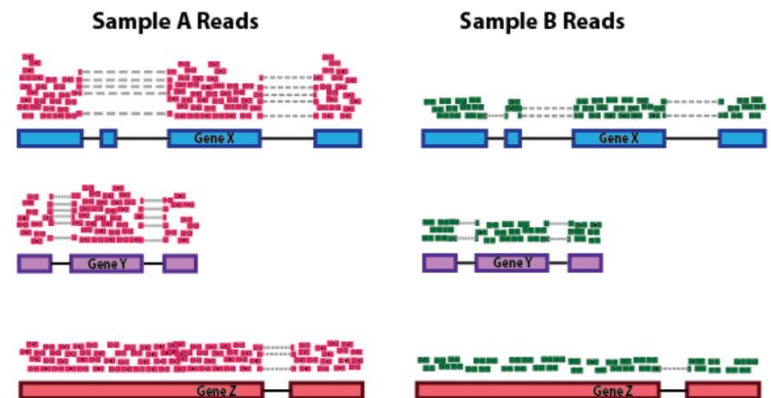 Sample A Reads
Sample B Reads
Gene X
Gene X
Gene Y
Gene Y
Gene Z
Gene Z